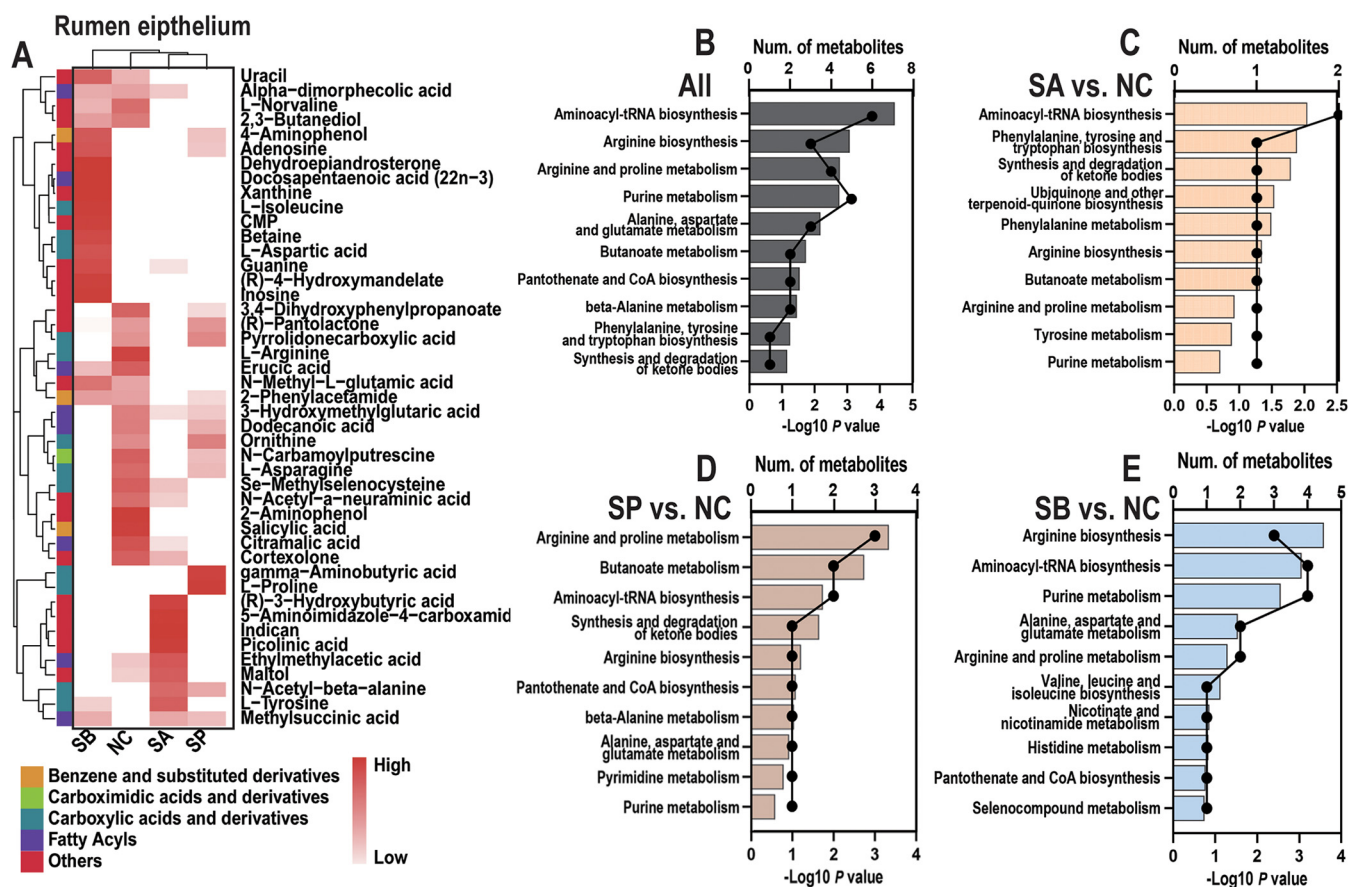 Rumen eipthelium
A
Uracil
Alpha−dimorphecolic acid
L−Norvaline
2,3−Butanediol
4−Aminophenol
Adenosine
Dehydroepiandrosterone
Docosapentaenoic acid (22n−3)
Xanthine
L−Isoleucine
CMP
Betaine
L−Aspartic acid
Guanine
(R)−4−Hydroxymandelate
Inosine
3,4−Dihydroxyphenylpropanoate
(R)−Pantolactone
Pyrrolidonecarboxylic acid
L−Arginine
Erucic acid
N−Methyl−L−glutamic acid
2−Phenylacetamide
3−Hydroxymethylglutaric acid
Dodecanoic acid
Ornithine
N−Carbamoylputrescine
L−Asparagine
Se−Methylselenocysteine
N−Acetyl−a−neuraminic acid
2−Aminophenol
Salicylic acid
Citramalic acid
Cortexolone
gamma−Aminobutyric acid
L−Proline
(R)−3−Hydroxybutyric acid
5−Aminoimidazole−4−carboxamid
Indican
Picolinic acid
Ethylmethylacetic acid
Maltol
N−Acetyl−beta−alanine
L−Tyrosine
Methylsuccinic acid
SB NC SA SP
Benzene and substituted derivatives
Carboximidic acids and derivatives
Carboxylic acids and derivatives
Fatty Acyls
Others
High
Low
B
Num. of metabolites
0 2 4 6 8
All
Aminoacyl-tRNA biosynthesis
Arginine biosynthesis
Arginine and proline metabolism
Purine metabolism
Alanine, aspartate
and glutamate metabolism
Butanoate metabolism
Pantothenate and CoA biosynthesis
beta-Alanine metabolism
Phenylalanine, tyrosine
and tryptophan biosynthesis
Synthesis and degradation
of ketone bodies
0 1 2 3 4 5
-Log10 P value
C
Num. of metabolites
0 1 2
SA vs. NC
Aminoacyl-tRNA biosynthesis
Phenylalanine, tyrosine and
tryptophan biosynthesis
Synthesis and degradation
of ketone bodies
Ubiquinone and other
terpenoid-quinone biosynthesis
Phenylalanine metabolism
Arginine biosynthesis
Butanoate metabolism
Arginine and proline metabolism
Tyrosine metabolism
Purine metabolism
0.0 0.5 1.0 1.5 2.0 2.5
-Log10 P value
D
Num. of metabolites
0 1 2 3 4
SP vs. NC
Arginine and proline metabolism
Butanoate metabolism
Aminoacyl-tRNA biosynthesis
Synthesis and degradation
of ketone bodies
Arginine biosynthesis
Pantothenate and CoA biosynthesis
beta-Alanine metabolism
Alanine, aspartate and
glutamate metabolism
Pyrimidine metabolism
Purine metabolism
0 1 2 3 4
-Log10 P value
E
Num. of metabolites
0 1 2 3 4 5
SB vs. NC
Arginine biosynthesis
Aminoacyl-tRNA biosynthesis
Purine metabolism
Alanine, aspartate and
glutamate metabolism
Arginine and proline metabolism
Valine, leucine and
isoleucine biosynthesis
Nicotinate and
nicotinamide metabolism
Histidine metabolism
Pantothenate and CoA biosynthesis
Selenocompound metabolism
0 1 2 3 4
-Log10 P value